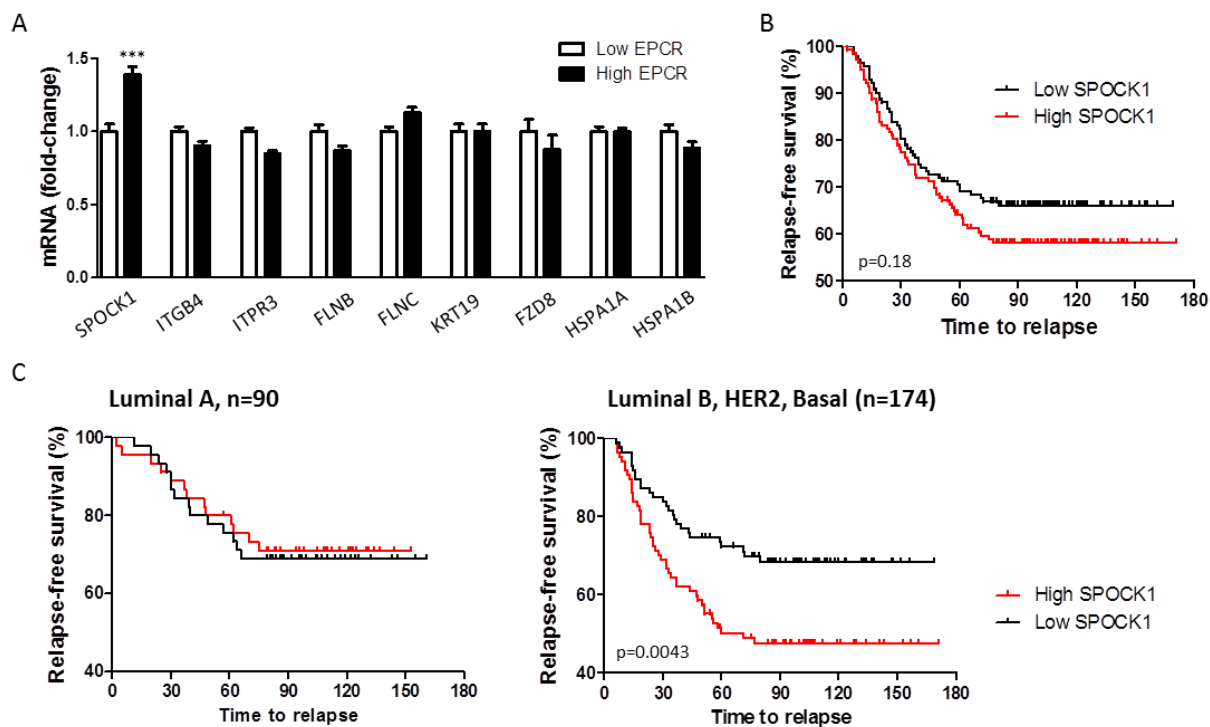 A
***
mRNA (fold-change)
1.5
1.0
0.5
0.0
Low EPCR
High EPCR
SPOCK1
ITGB4
ITPR3
FLNB
FLNC
KRT19
FZD8
HSPA1A
HSPA1B
B
Relapse-free survival (%)
100
90
80
70
60
50
Low SPOCK1
High SPOCK1
p=0.18
0 30 60 90 120 150 180
Time to relapse
C
Luminal A, n=90
Relapse-free survival (%)
100
80
60
40
0 30 60 90 120 150 180
Time to relapse
Luminal B, HER2, Basal (n=174)
Relapse-free survival (%)
100
80
60
40
p=0.0043
0 30 60 90 120 150 180
Time to relapse
High SPOCK1
Low SPOCK1